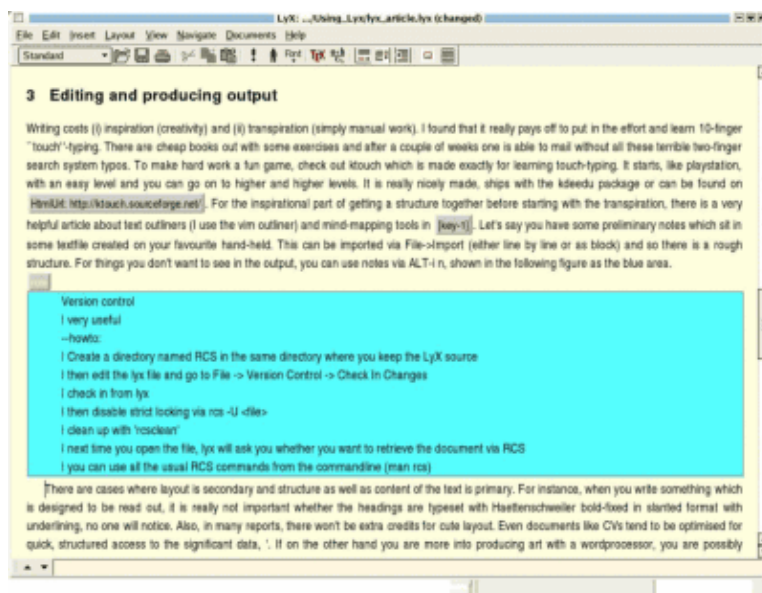 LyX: .../Using_Lyx/lyx_article.lyx (changed)
File Edit Insert Layout View Navigate Documents Help
Standard
Font TeX
3 Editing and producing output
Writing costs (i) inspiration (creativity) and (ii) transpiration (simply manual work). I found that it really pays off to put in the effort and learn 10-finger
``touch''-typing. There are cheap books out with some exercises and after a couple of weeks one is able to mail without all these terrible two-finger
search system typos. To make hard work a fun game, check out ktouch which is made exactly for learning touch-typing. It starts, like playstation,
with an easy level and you can go on to higher and higher levels. It is really nicely made, ships with the kdeedu package or can be found on
HtmlUrl: http://ktouch.sourceforge.net/ . For the inspirational part of getting a structure together before starting with the transpiration, there is a very
helpful article about text outliners (I use the vim outliner) and mind-mapping tools in [key-1]. Let's say you have some preliminary notes which sit in
some textfile created on your favourite hand-held. This can be imported via File->Import (either line by line or as block) and so there is a rough
structure. For things you don't want to see in the output, you can use notes via ALT-i n, shown in the following figure as the blue area.
Version control
I very useful
--howto:
I Create a directory named RCS in the same directory where you keep the LyX source
I then edit the lyx file and go to File -> Version Control -> Check In Changes
I check in from lyx
I then disable strict locking via rcs -U <file>
I clean up with 'rcsclean'
I next time you open the file, lyx will ask you whether you want to retrieve the document via RCS
I you can use all the usual RCS commands from the commandline (man rcs)
There are cases where layout is secondary and structure as well as content of the text is primary. For instance, when you write something which
is designed to be read out, it is really not important whether the headings are typeset with Haettenschweiler bold-fixed in slanted format with
underlining, no one will notice. Also, in many reports, there won't be extra credits for cute layout. Even documents like CVs tend to be optimised for
quick, structured access to the significant data, '. If on the other hand you are more into producing art with a wordprocessor, you are possibly